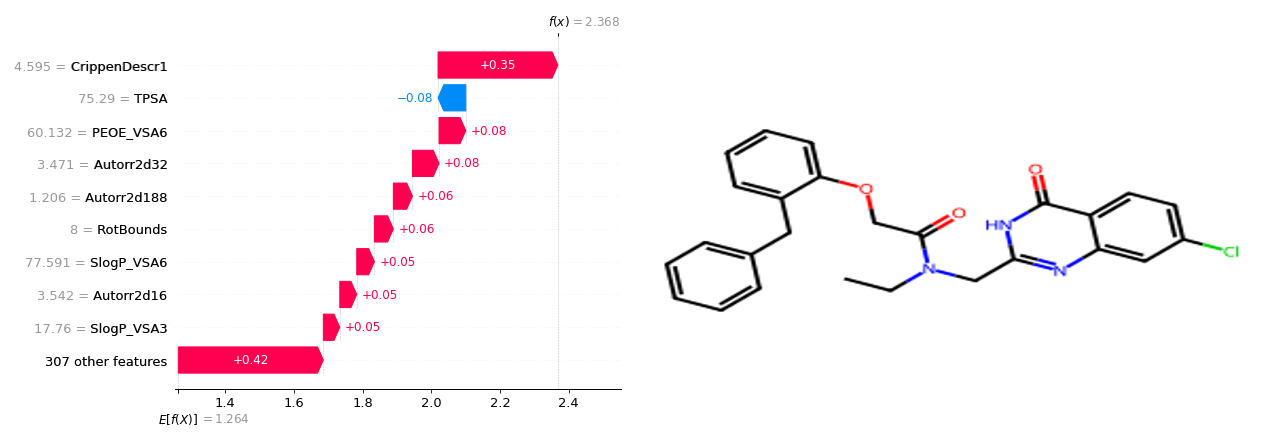 f(x) = 2.368
4.595 = CrippenDescr1 +0.35
75.29 = TPSA −0.08
60.132 = PEOE_VSA6 +0.08
3.471 = Autorr2d32 +0.08
1.206 = Autorr2d188 +0.06
8 = RotBounds +0.06
77.591 = SlogP_VSA6 +0.05
3.542 = Autorr2d16 +0.05
17.76 = SlogP_VSA3 +0.05
307 other features +0.42
1.4 1.6 1.8 2.0 2.2 2.4
E[f(X)] = 1.264
O
O
O
HN
N
N
Cl